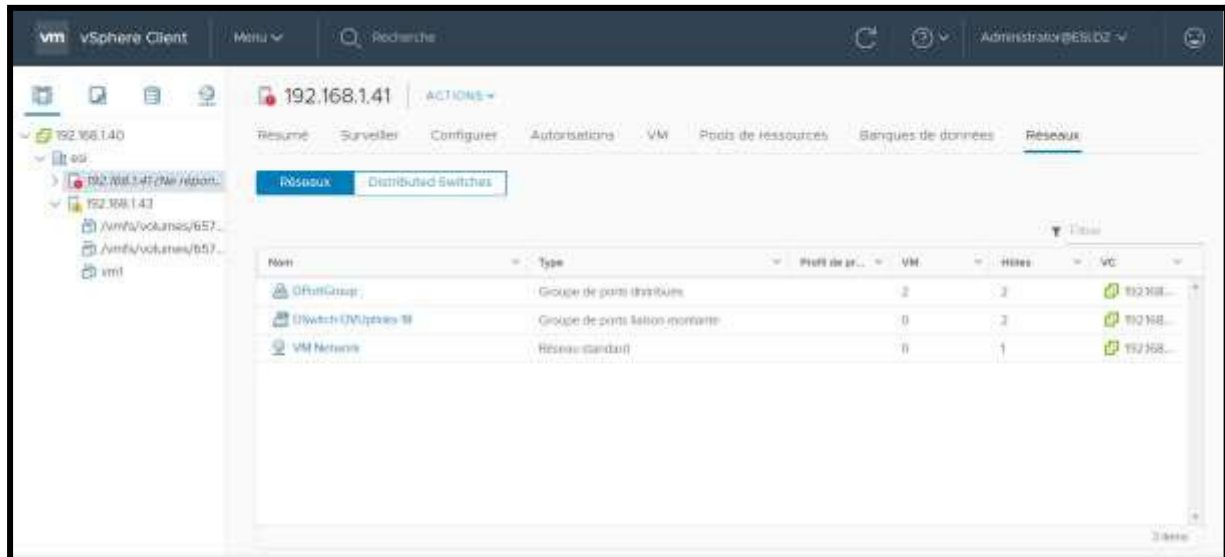 vm vSphere Client Menu Recherche Administrator@ESI.DZ
192.168.1.41 ACTIONS
192.168.1.40
esi
192.168.1.41 (Ne répon...
192.168.1.43
/vmfs/volumes/657...
/vmfs/volumes/657...
vm1
Résumé Surveiller Configurer Autorisations VM Pools de ressources Banques de données Réseaux
Réseaux Distributed Switches
Filtrer
Nom Type Profil de pr... VM Hôtes VC
DPortGroup Groupe de ports distribués 2 2 192.168...
DSwitch-DVUplinks-18 Groupe de ports liaison montante 0 2 192.168...
VM Network Réseau standard 0 1 192.168...
3 items